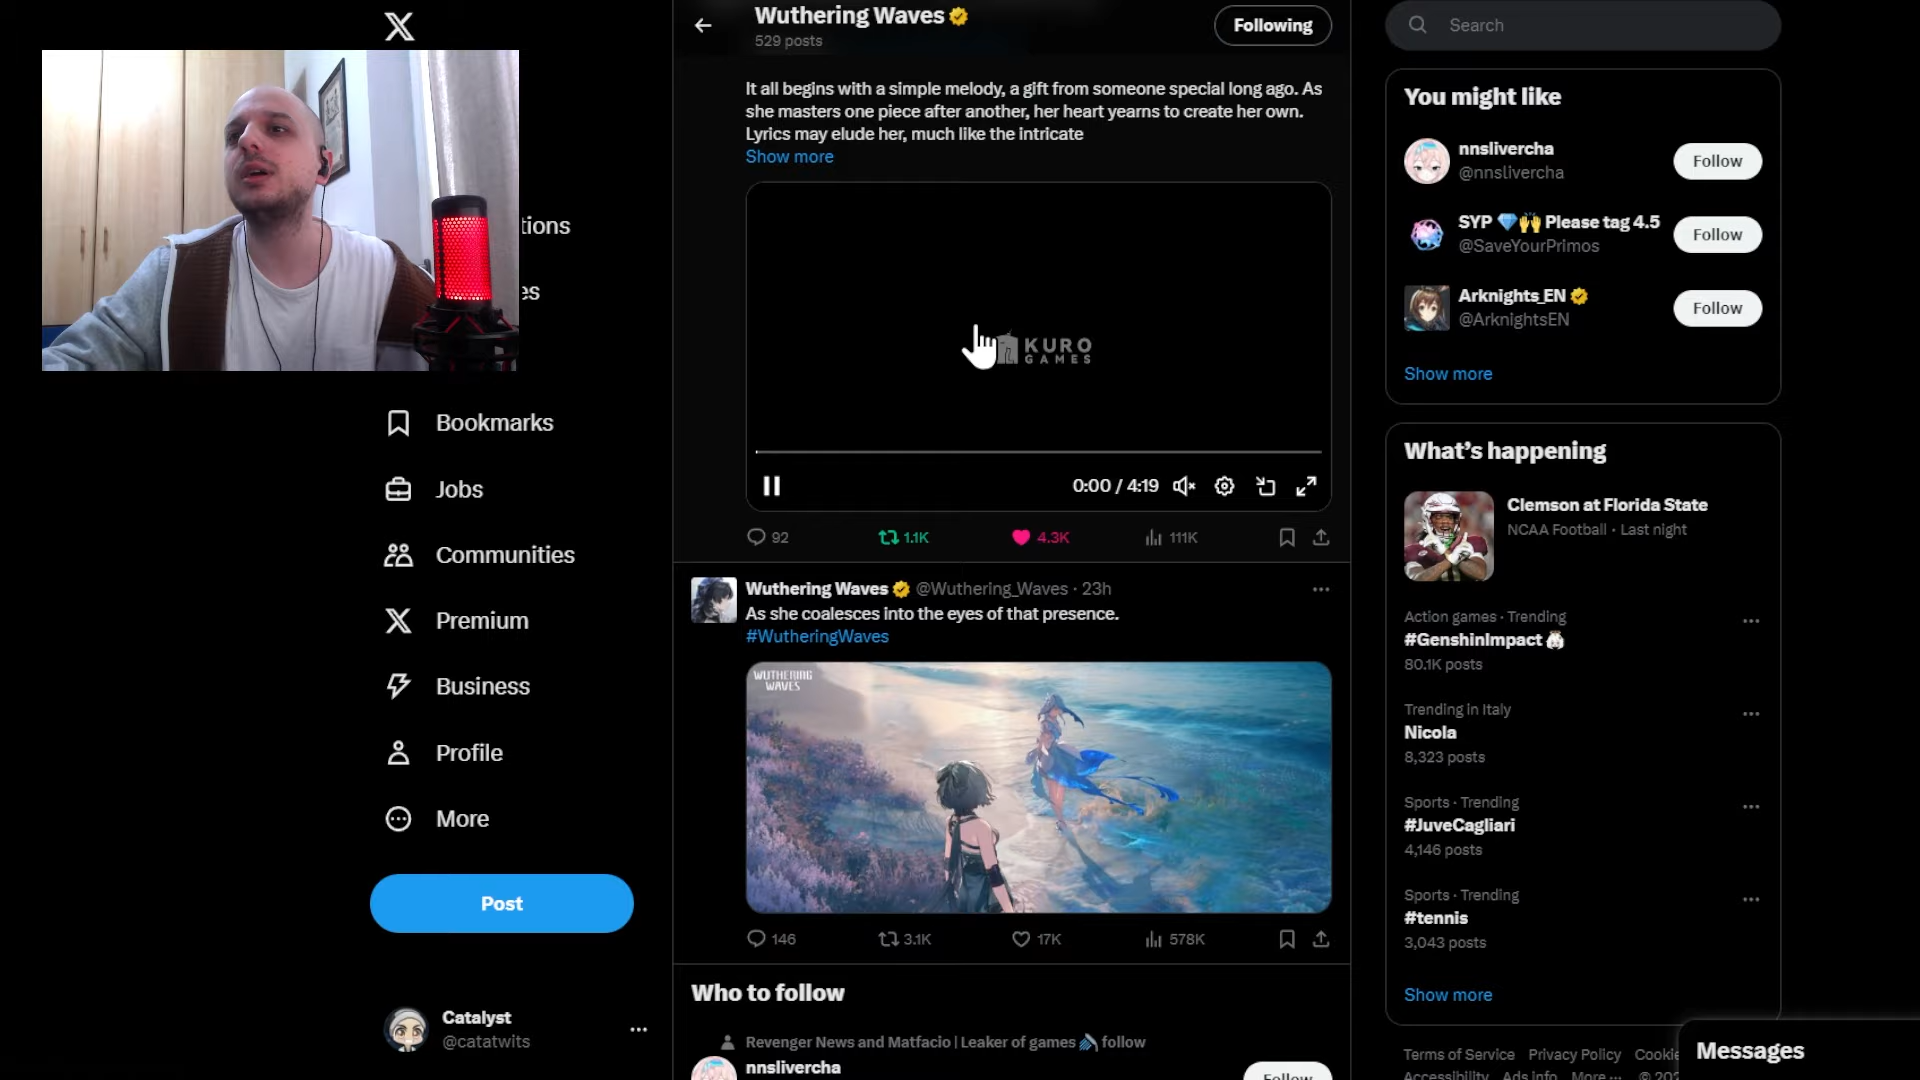 Wuthering Waves
529 posts
Following
Search
It all begins with a simple melody, a gift from someone special long ago. As
she masters one piece after another, her heart yearns to create her own.
Lyrics may elude her, much like the intricate
Show more
KURO
GAMES
0:00 / 4:19
92
1.1K
4.3K
111K
Wuthering Waves @Wuthering_Waves · 23h
As she coalesces into the eyes of that presence.
#WutheringWaves
WUTHERING
WAVES
146
3.1K
17K
578K
Who to follow
Revenger News and Matfacio | Leaker of games follow
nnslivercha
Follow
tions
es
Bookmarks
Jobs
Communities
Premium
Business
Profile
More
Post
Catalyst
@catatwits
You might like
nnslivercha
@nnslivercha
Follow
SYP Please tag 4.5
@SaveYourPrimos
Follow
Arknights_EN
@ArknightsEN
Follow
Show more
What's happening
Clemson at Florida State
NCAA Football · Last night
Action games · Trending
#GenshinImpact
80.1K posts
Trending in Italy
Nicola
8,323 posts
Sports · Trending
#JuveCagliari
4,146 posts
Sports · Trending
#tennis
3,043 posts
Show more
Terms of Service Privacy Policy Cookie
Accessibility Ads info More ··· © 202
Messages